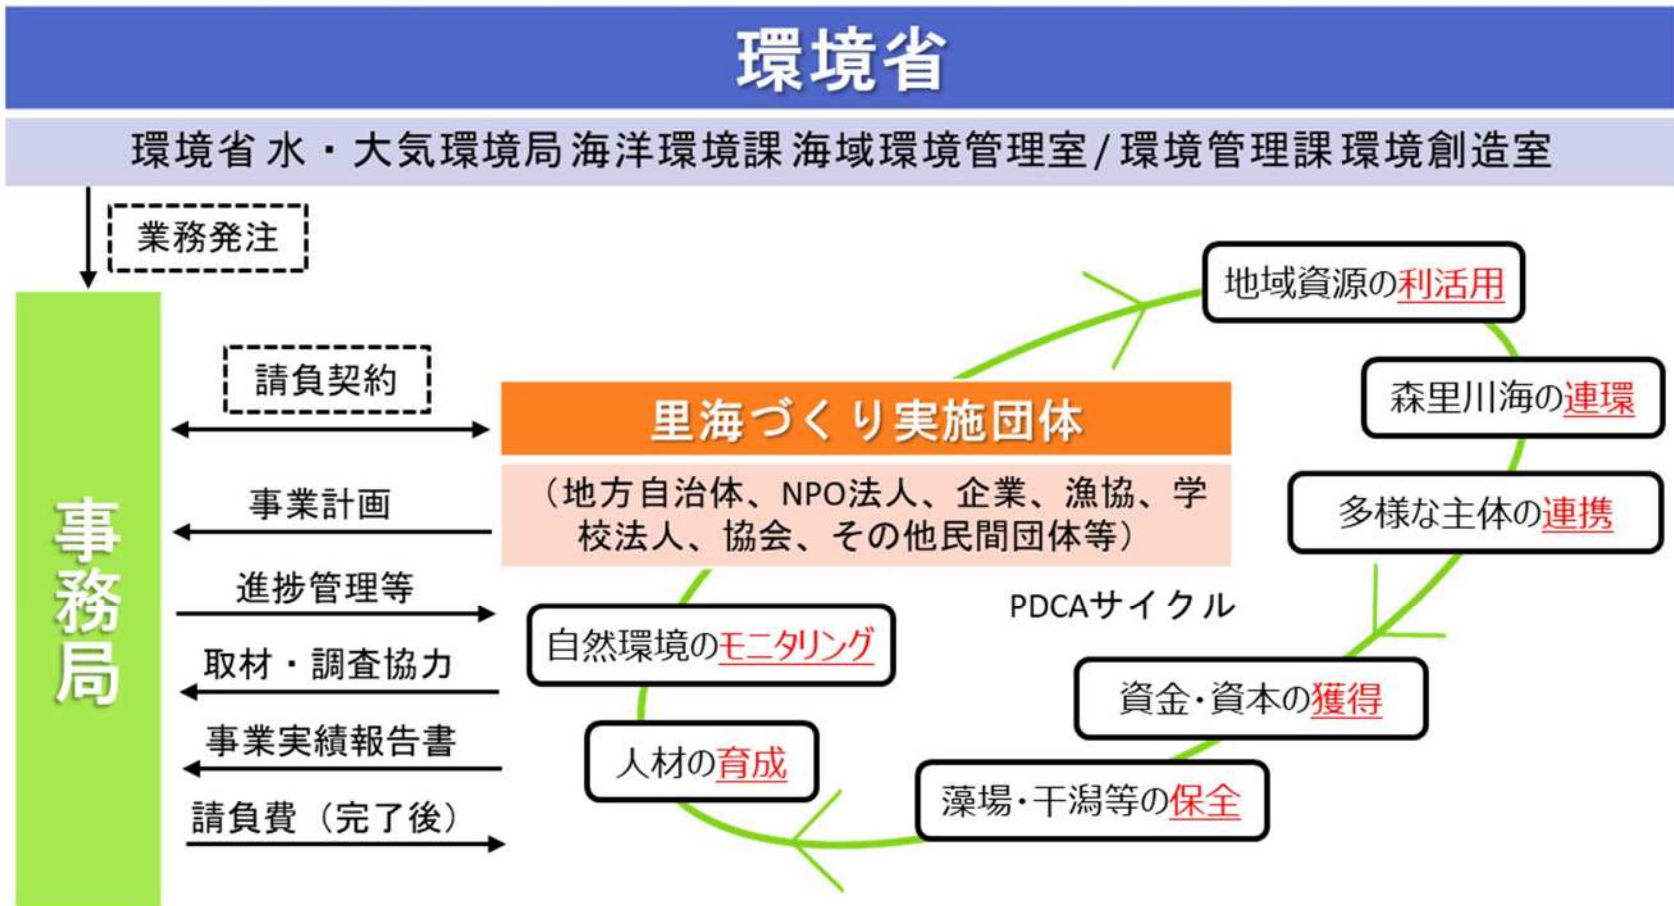 環境省
環境省 水・大気環境局 海洋環境課 海域環境管理室 / 環境管理課 環境創造室
業務発注
事務局
請負契約
事業計画
進捗管理等
取材・調査協力
事業実績報告書
請負費（完了後）
里海づくり実施団体
（地方自治体、NPO法人、企業、漁協、学
校法人、協会、その他民間団体等）
PDCAサイクル
地域資源の利活用
森里川海の連環
多様な主体の連携
資金・資本の獲得
藻場・干潟等の保全
人材の育成
自然環境のモニタリング